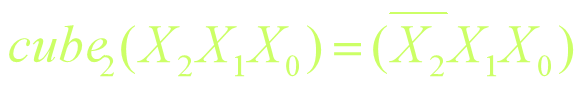 cube₂(X₂X₁X₀) = (X̅₂X₁X₀)